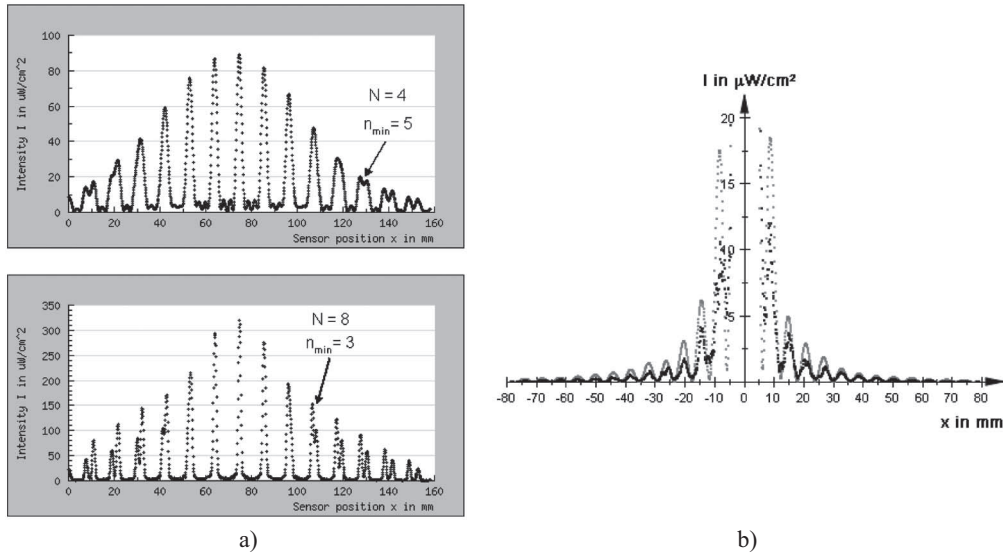 100
80
60
40
20
0
Intensity I in uW/cm^2
N = 4
n_min = 5
0 20 40 60 80 100 120 140 160
Sensor position x in mm
350
300
250
200
150
100
50
0
Intensity I in uW/cm^2
N = 8
n_min = 3
0 20 40 60 80 100 120 140 160
Sensor position x in mm
a)
I in µW/cm²
20
15
10
5
-80 -70 -60 -50 -40 -30 -20 -10 0 10 20 30 40 50 60 70 80
x in mm
b)